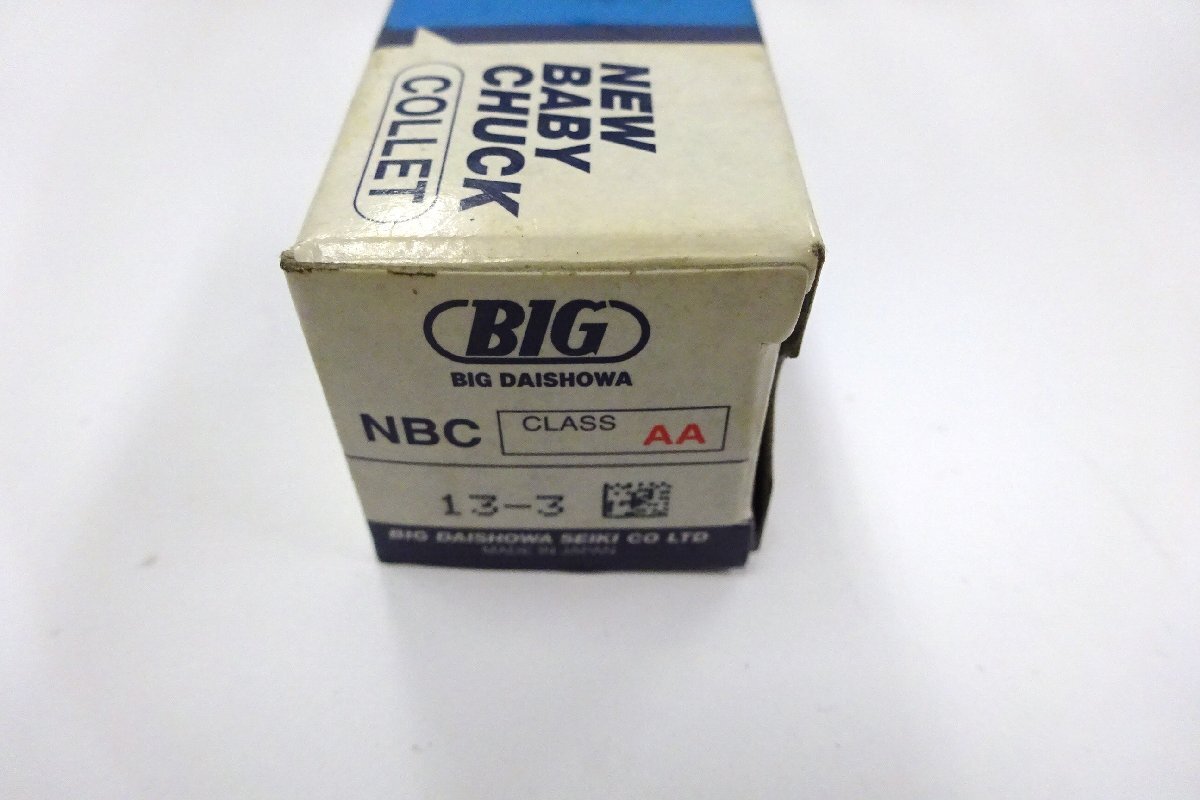 NEW
BABY
CHUCK
COLLET
BIG
BIG DAISHOWA
NBC CLASS AA
13-3
BIG DAISHOWA SEIKI CO LTD
MADE IN JAPAN